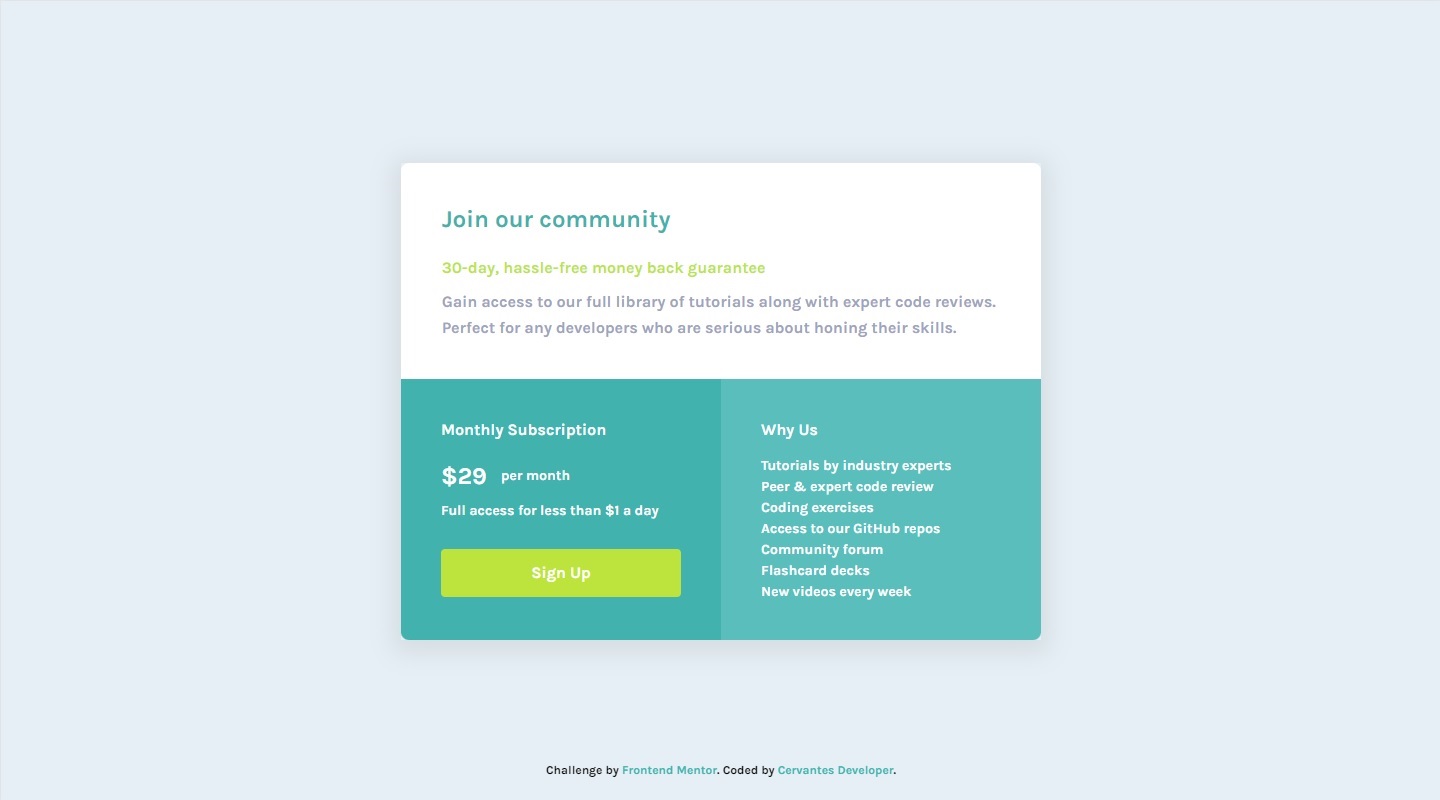 Join our community
30-day, hassle-free money back guarantee
Gain access to our full library of tutorials along with expert code reviews.
Perfect for any developers who are serious about honing their skills.
Monthly Subscription
$29 per month
Full access for less than $1 a day
Sign Up
Why Us
Tutorials by industry experts
Peer & expert code review
Coding exercises
Access to our GitHub repos
Community forum
Flashcard decks
New videos every week
Challenge by Frontend Mentor. Coded by Cervantes Developer.